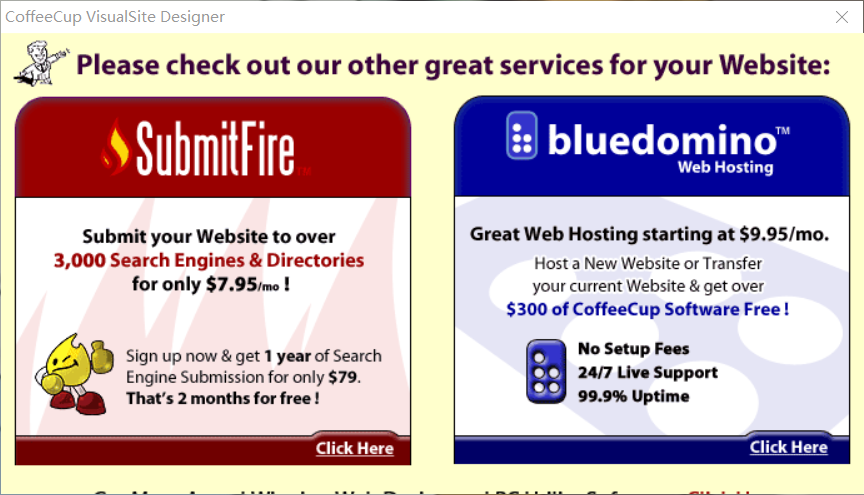 CoffeeCup VisualSite Designer
Please check out our other great services for your Website:
SubmitFire™
Submit your Website to over
3,000 Search Engines & Directories
for only $7.95/mo !
Sign up now & get 1 year of Search
Engine Submission for only $79.
That's 2 months for free !
Click Here
bluedomino™
Web Hosting
Great Web Hosting starting at $9.95/mo.
Host a New Website or Transfer
your current Website & get over
$300 of CoffeeCup Software Free !
No Setup Fees
24/7 Live Support
99.9% Uptime
Click Here